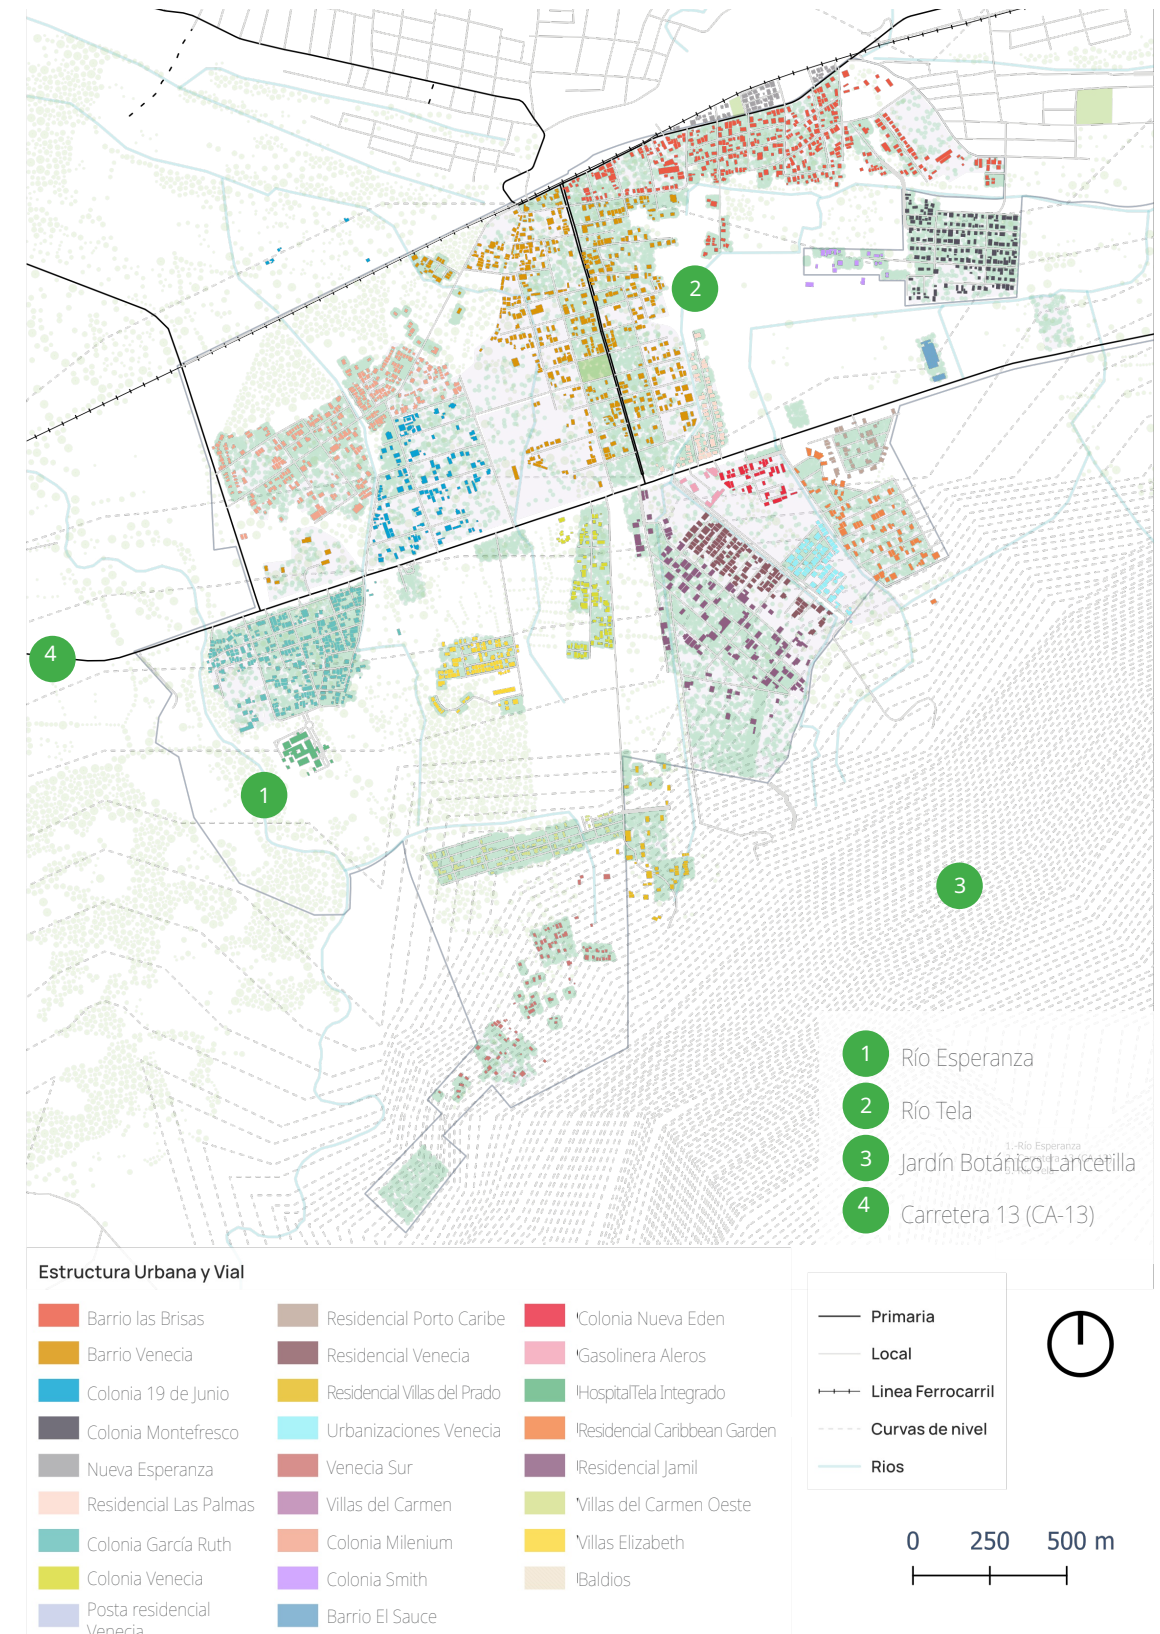 2
4
1
3
1 Río Esperanza
2 Río Tela
1.-Río Esperanza
3 Jardín Botánico Lancetilla
4 Carretera 13 (CA-13)
Estructura Urbana y Vial
Barrio las Brisas
Barrio Venecia
Colonia 19 de Junio
Colonia Montefresco
Nueva Esperanza
Residencial Las Palmas
Colonia García Ruth
Colonia Venecia
Posta residencial
Venecia
Residencial Porto Caribe
Residencial Venecia
Residencial Villas del Prado
Urbanizaciones Venecia
Venecia Sur
Villas del Carmen
Colonia Milenium
Colonia Smith
Barrio El Sauce
Colonia Nueva Eden
Gasolinera Aleros
HospitalTela Integrado
Residencial Caribbean Garden
Residencial Jamil
Villas del Carmen Oeste
Villas Elizabeth
Baldios
Primaria
Local
Linea Ferrocarril
Curvas de nivel
Rios
0 250 500 m